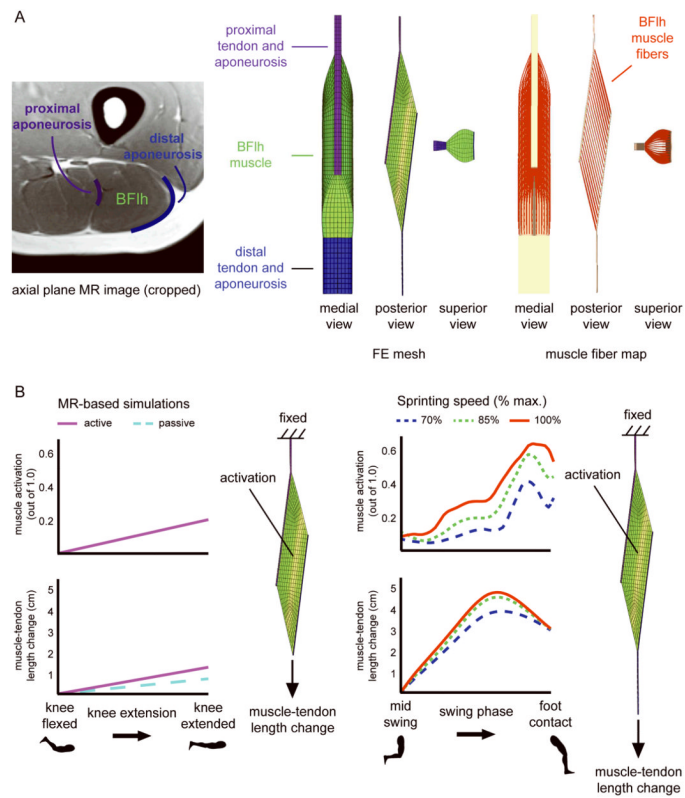 A
proximal
tendon and
aponeurosis
BFlh
muscle
fibers
proximal
aponeurosis
distal
aponeurosis
BFlh
BFlh
muscle
distal
tendon and
aponeurosis
axial plane MR image (cropped)
medial
view
posterior
view
superior
view
medial
view
posterior
view
superior
view
FE mesh
muscle fiber map
B
MR-based simulations
active
passive
muscle activation
(out of 1.0)
0.6
0.4
0.2
muscle-tendon
length change (cm)
5
4
3
2
1
0
knee
flexed
knee extension
knee
extended
fixed
activation
muscle-tendon
length change
Sprinting speed (% max.)
70%
85%
100%
muscle activation
(out of 1.0)
0.6
0.4
0.2
muscle-tendon
length change (cm)
5
4
3
2
1
0
mid
swing
swing phase
foot
contact
fixed
activation
muscle-tendon
length change